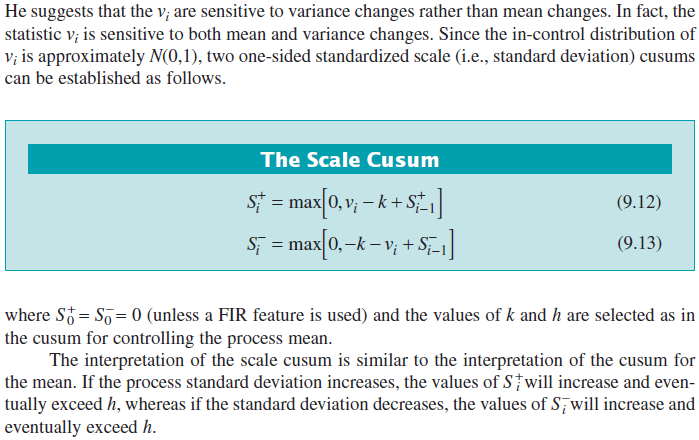 He suggests that the νᵢ are sensitive to variance changes rather than mean changes. In fact, the
statistic νᵢ is sensitive to both mean and variance changes. Since the in-control distribution of
νᵢ is approximately N(0,1), two one-sided standardized scale (i.e., standard deviation) cusums
can be established as follows.
The Scale Cusum
Sᵢ⁺ = max[0, νᵢ − k + Sᵢ₋₁⁺] (9.12)
Sᵢ⁻ = max[0, −k − νᵢ + Sᵢ₋₁⁻] (9.13)
where S₀⁺ = S₀⁻ = 0 (unless a FIR feature is used) and the values of k and h are selected as in
the cusum for controlling the process mean.
The interpretation of the scale cusum is similar to the interpretation of the cusum for
the mean. If the process standard deviation increases, the values of Sᵢ⁺ will increase and even-
tually exceed h, whereas if the standard deviation decreases, the values of Sᵢ⁻ will increase and
eventually exceed h.